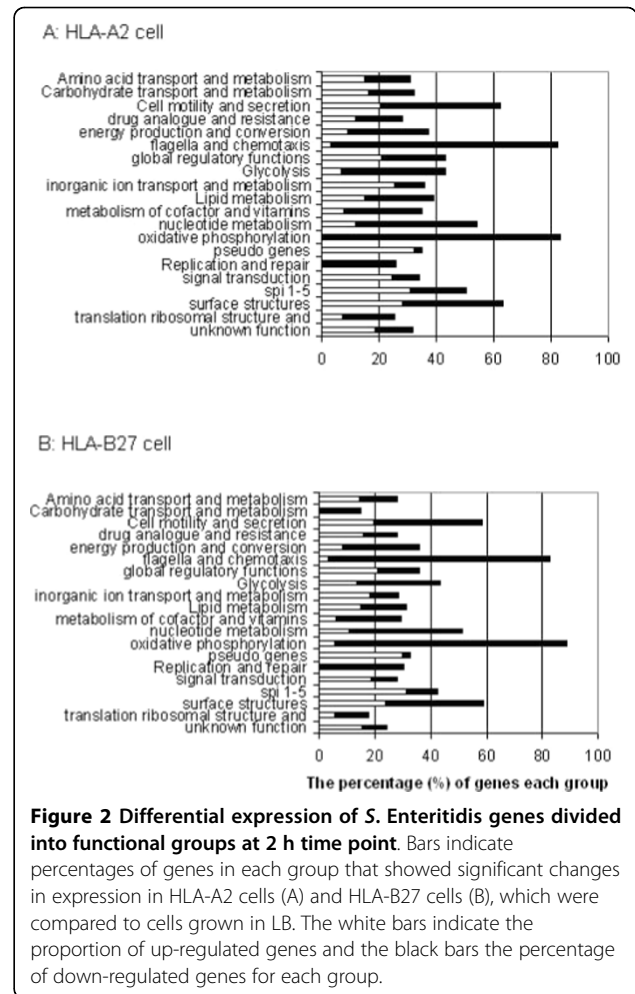 A: HLA-A2 cell
Amino acid transport and metabolism
Carbohydrate transport and metabolism
Cell motility and secretion
drug analogue and resistance
energy production and conversion
flagella and chemotaxis
global regulatory functions
Glycolysis
inorganic ion transport and metabolism
Lipid metabolism
metabolism of cofactor and vitamins
nucleotide metabolism
oxidative phosphorylation
pseudo genes
Replication and repair
signal transduction
spi 1-5
surface structures
translation ribosomal structure and
unknown function
0 20 40 60 80 100
B: HLA-B27 cell
Amino acid transport and metabolism
Carbohydrate transport and metabolism
Cell motility and secretion
drug analogue and resistance
energy production and conversion
flagella and chemotaxis
global regulatory functions
Glycolysis
inorganic ion transport and metabolism
Lipid metabolism
metabolism of cofactor and vitamins
nucleotide metabolism
oxidative phosphorylation
pseudo genes
Replication and repair
signal transduction
spi 1-5
surface structures
translation ribosomal structure and
unknown function
0 20 40 60 80 100
The percentage (%) of genes each group
Figure 2 Differential expression of S. Enteritidis genes divided
into functional groups at 2 h time point. Bars indicate
percentages of genes in each group that showed significant changes
in expression in HLA-A2 cells (A) and HLA-B27 cells (B), which were
compared to cells grown in LB. The white bars indicate the
proportion of up-regulated genes and the black bars the percentage
of down-regulated genes for each group.